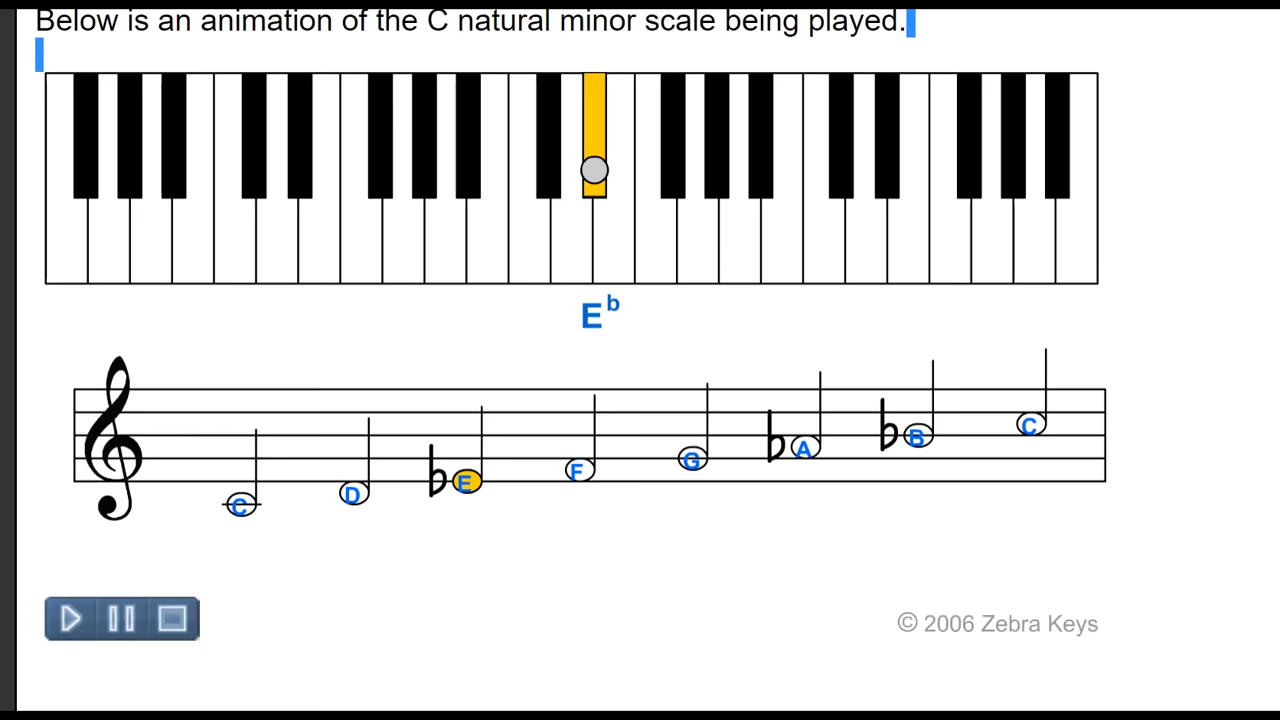 Below is an animation of the C natural minor scale being played.
E♭
C D ♭E F G ♭A ♭B C
© 2006 Zebra Keys